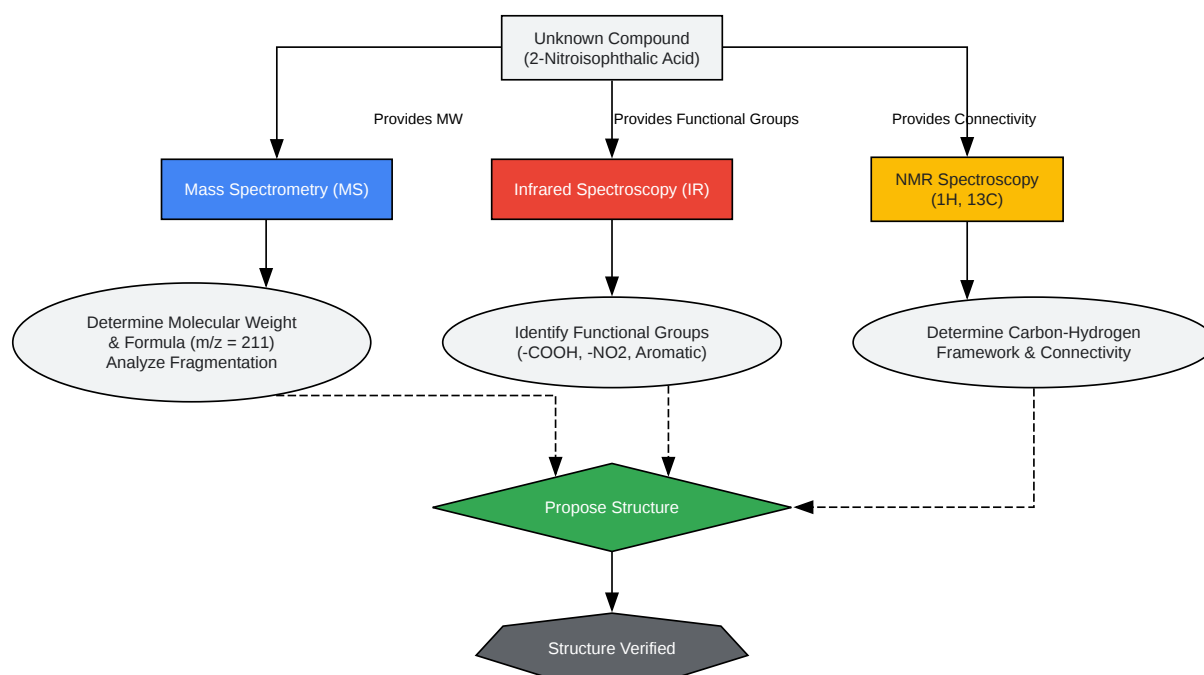 Unknown Compound
(2-Nitroisophthalic Acid)
Provides MW
Provides Functional Groups
Provides Connectivity
Mass Spectrometry (MS)
Infrared Spectroscopy (IR)
NMR Spectroscopy
(1H, 13C)
Determine Molecular Weight
& Formula (m/z = 211)
Analyze Fragmentation
Identify Functional Groups
(-COOH, -NO2, Aromatic)
Determine Carbon-Hydrogen
Framework & Connectivity
Propose Structure
Structure Verified